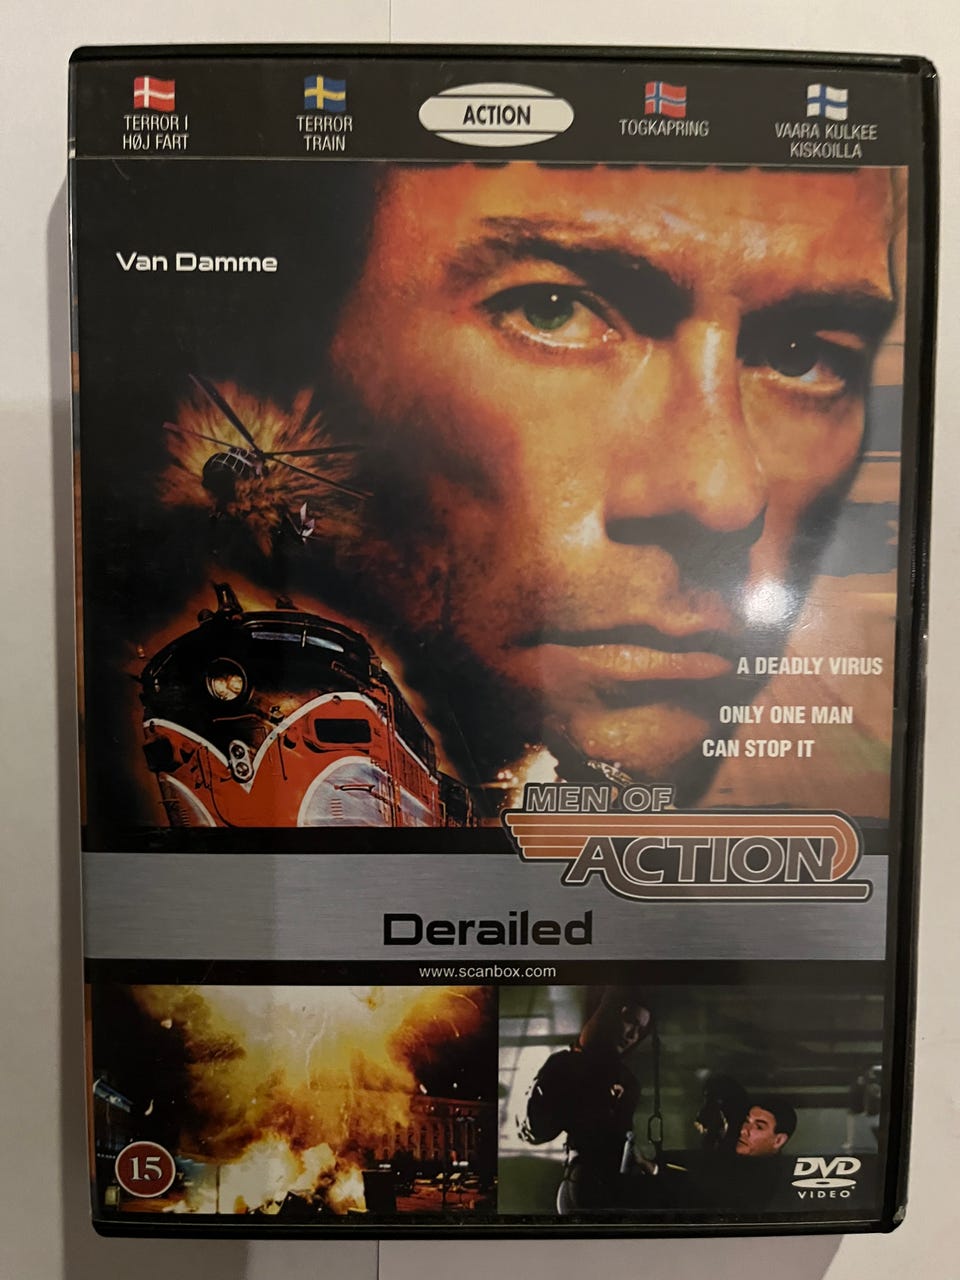 TERROR I
HØJ FART
TERROR
TRAIN
ACTION
TOGKAPRING
VAARA KULKEE
KISKOILLA
Van Damme
A DEADLY VIRUS
ONLY ONE MAN
CAN STOP IT
MEN OF
ACTION
Derailed
www.scanbox.com
15
DVD
VIDEO